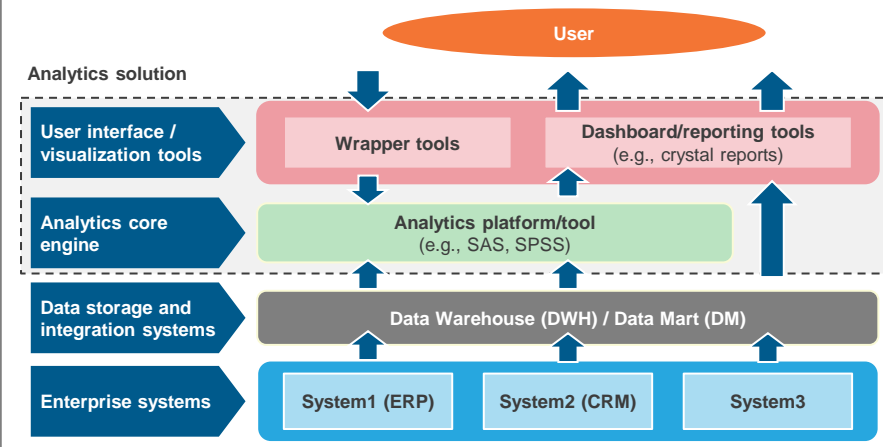 User
Analytics solution
User interface /
visualization tools
Wrapper tools
Dashboard/reporting tools
(e.g., crystal reports)
Analytics core
engine
Analytics platform/tool
(e.g., SAS, SPSS)
Data storage and
integration systems
Data Warehouse (DWH) / Data Mart (DM)
Enterprise systems
System1 (ERP)
System2 (CRM)
System3